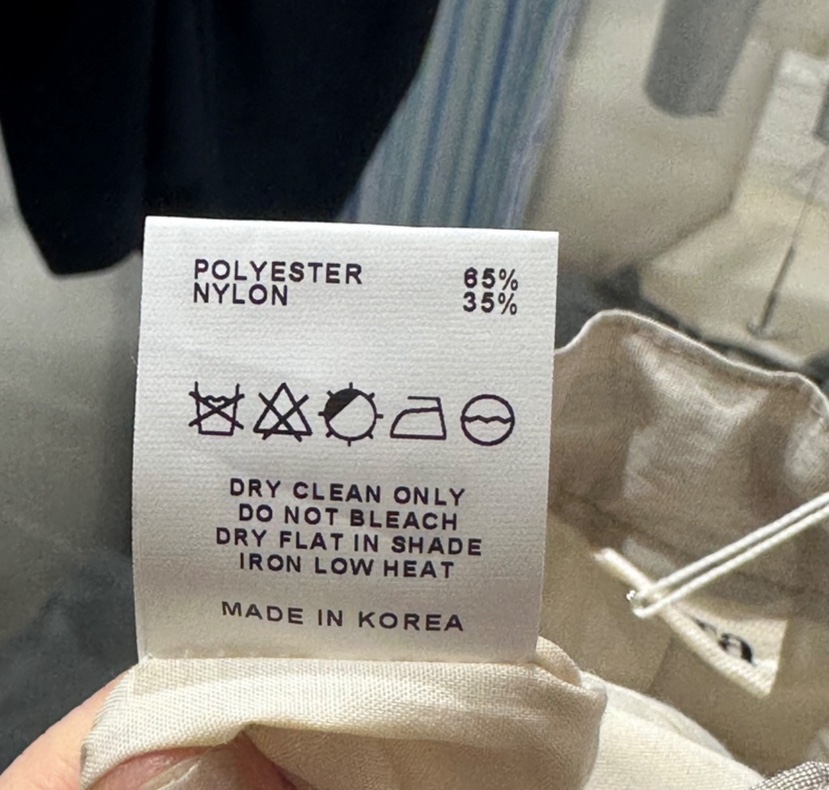 POLYESTER 65%
NYLON 35%
DRY CLEAN ONLY
DO NOT BLEACH
DRY FLAT IN SHADE
IRON LOW HEAT
MADE IN KOREA